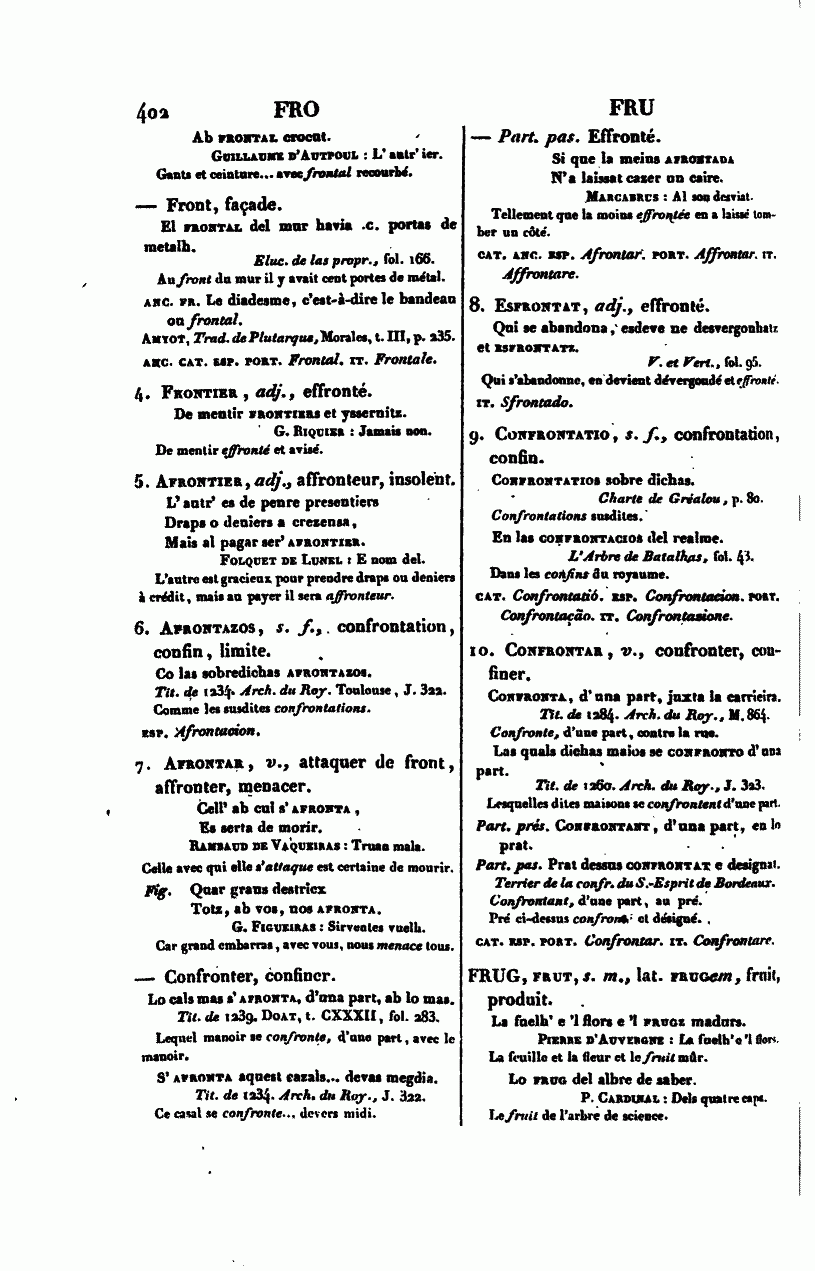 402 FRO
Ab FRONTAL crocut.
GUILLAUME D'AUTPOUL : L'autr'ier.
Gants et ceinture... avec frontal recourbé.
— Front, façade.
El FRONTAL del mur havia .c. portas de
metalh.
Eluc. de las propr., fol. 166.
Au front du mur il y avait cent portes de métal.
ANC. FR. Le diadesme, c'est-à-dire le bandeau
ou frontal.
AMYOT, Trad. de Plutarque, Morales, t. III, p. 235.
ANC. CAT. ESP. PORT. Frontal. IT. Frontale.
4. FRONTIER, adj., effronté.
De mentir FRONTIERS et yssernitz.
G. RIQUIER : Jamais non.
De mentir effronté et avisé.
5. AFRONTIER, adj., affronteur, insolent.
L'autr' es de penre presentiers
Draps o deniers a crezensa,
Mais al pagar ser' AFRONTIER.
FOLQUET DE LUNEL : E nom del.
L'autre est gracieux pour prendre draps ou deniers
à crédit, mais au payer il sera affronteur.
6. AFRONTAZOS, s. f., confrontation,
confin, limite.
Co las sobredichas AFRONTAZOS.
Tit. de 1234. Arch. du Roy. Toulouse, J. 322.
Comme les susdites confrontations.
ESP. Afrontacion.
7. AFRONTAR, v., attaquer de front,
affronter, menacer.
Cell' ab cui s' AFRONTA,
Es serta de morir.
RAMBAUD DE VAQUEIRAS : Truan mala.
Celle avec qui elle s'attaque est certaine de mourir.
Fig. Quar grans destricx
Totz, ab vos, nos AFRONTA.
G. FIGUEIRAS : Sirventes vuelh.
Car grand embarras, avec vous, nous menace tous.
— Confronter, confiner.
Lo cals mas s' AFRONTA, d'una part, ab lo mas.
Tit. de 1239. DOAT, t. CXXXII, fol. 283.
Lequel manoir se confronte, d'une part, avec le
manoir.
S' AFRONTA aquest cazals... devas megdia.
Tit. de 1234. Arch. du Roy., J. 322.
Ce casal se confronte... devers midi.
FRU
— Part. pas. Effronté.
Si que la meins AFRONTADA
N'a laissat cazer un caire.
MARCABRUS : Al son desviat.
Tellement que la moins effrontée en a laissé tom-
ber un côté.
CAT. ANC. ESP. Afrontar. PORT. Affrontar. IT.
Affrontare.
8. ESFRONTAT, adj., effronté.
Qui se abandona, esdeve ne desvergonhatz
et ESFRONTATZ.
V. et Vert., fol. 95.
Qui s'abandonne, en devient dévergondé et effronté.
IT. Sfrontado.
9. CONFRONTATIO, s. f., confrontation,
confin.
CONFRONTATIOS sobre dichas.
Charte de Gréalou, p. 80.
Confrontations susdites.
En las CONFRONTACIOS del realme.
L'Arbre de Batalhas, fol. 43.
Dans les confins du royaume.
CAT. Confrontatió. ESP. Confrontacion. PORT.
Confrontação. IT. Confrontasione.
10. CONFRONTAR, v., confronter, con-
finer.
CONFRONTA, d'una part, juxta la carrieira.
Tit. de 1284. Arch. du Roy., M. 864.
Confronte, d'une part, contre la rue.
Las quals dichas maios se CONFRONTO d'una
part.
Tit. de 1260. Arch. du Roy., J. 323.
Lesquelles dites maisons se confrontent d'une part.
Part. prés. CONFRONTANT, d'una part, en lo
prat.
Part. pas. Prat dessus CONFRONTAT e designat.
Terrier de la confr. du S.-Esprit de Bordeaux.
Confrontant, d'une part, au pré.
Pré ci-dessus confronté et désigné.
CAT. ESP. PORT. Confrontar. IT. Confrontare.
FRUG, FRUT, s. m., lat. FRUGem, fruit,
produit.
La fuelh' e 'l flors e 'l FRUGZ madurs.
PIERRE D'AUVERGNE : La fuelh'e'l flors.
La feuille et la fleur et le fruit mûr.
Lo FRUG del albre de saber.
P. CARDINAL : Dels quatre caps.
Le fruit de l'arbre de science.